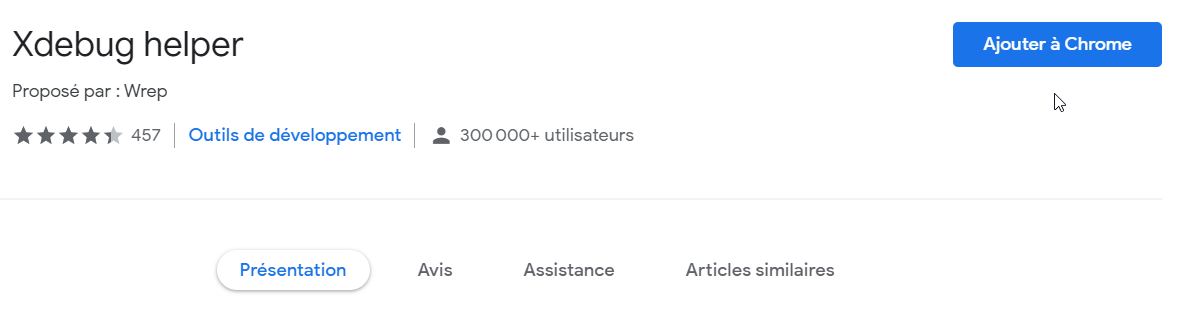 Xdebug helper
Ajouter à Chrome
Proposé par : Wrep
457
Outils de développement
300 000+ utilisateurs
Présentation
Avis
Assistance
Articles similaires